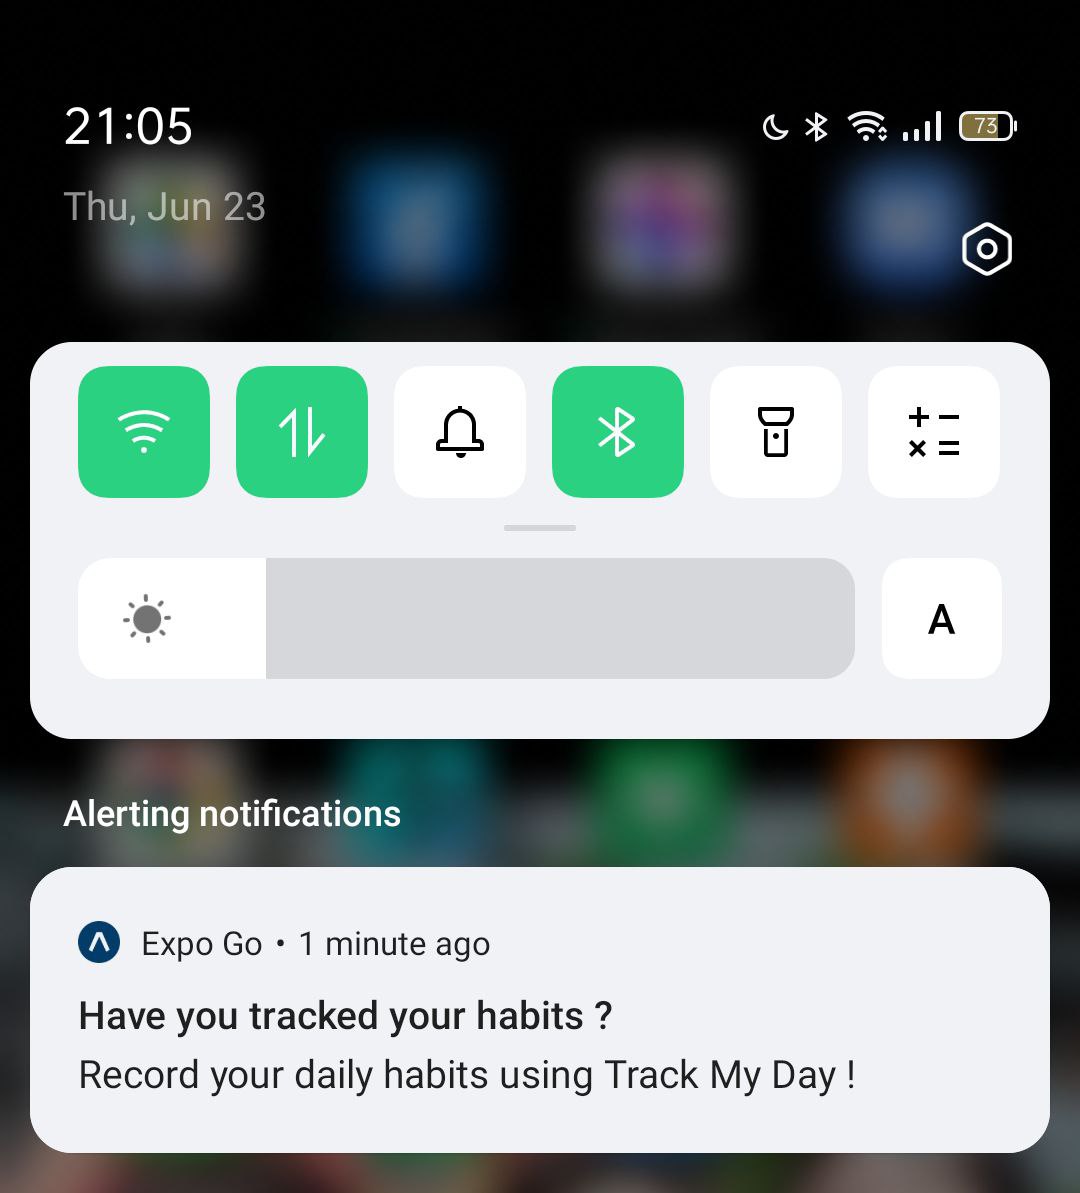 21:05
73
Thu, Jun 23
A
Alerting notifications
Expo Go • 1 minute ago
Have you tracked your habits ?
Record your daily habits using Track My Day !